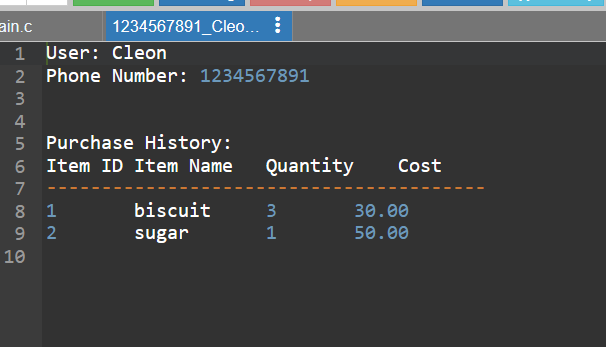 ain.c
1234567891_Cleo...
1 User: Cleon
2 Phone Number: 1234567891
3
4
5 Purchase History:
6 Item ID Item Name   Quantity    Cost
7 ----------------------------------------
8 1       biscuit     3       30.00
9 2       sugar       1       50.00
10